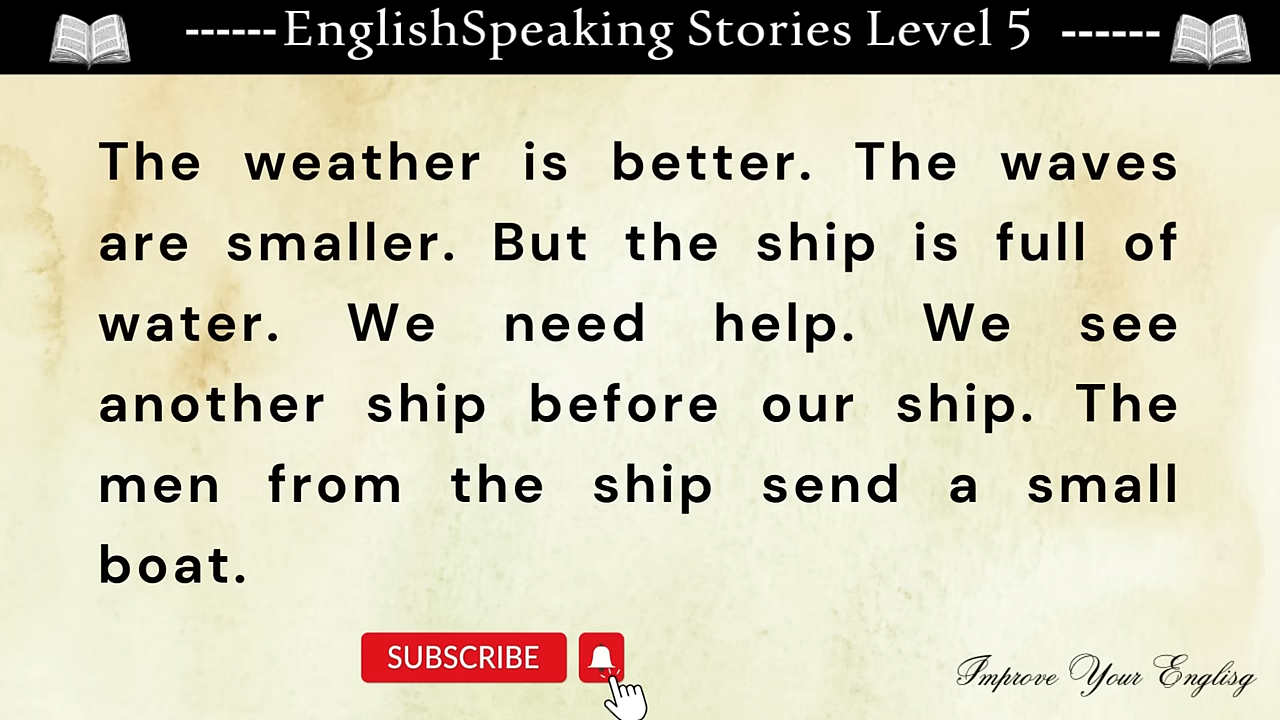 ------EnglishSpeaking Stories Level 5 ------
The weather is better. The waves
are smaller. But the ship is full of
water. We need help. We see
another ship before our ship. The
men from the ship send a small
boat.
SUBSCRIBE
Improve Your Englisg